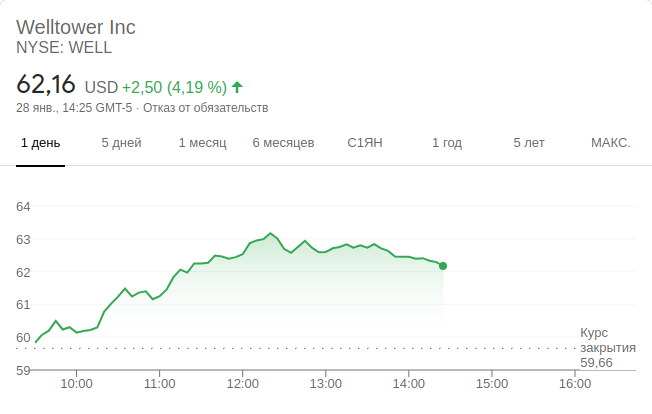 Welltower Inc
NYSE: WELL
62,16 USD +2,50 (4,19 %)
28 янв., 14:25 GMT-5 · Отказ от обязательств
1 день 5 дней 1 месяц 6 месяцев С1ЯН 1 год 5 лет МАКС.
64
63
62
61
60
Курс
закрытия
59,66
59
10:00 11:00 12:00 13:00 14:00 15:00 16:00